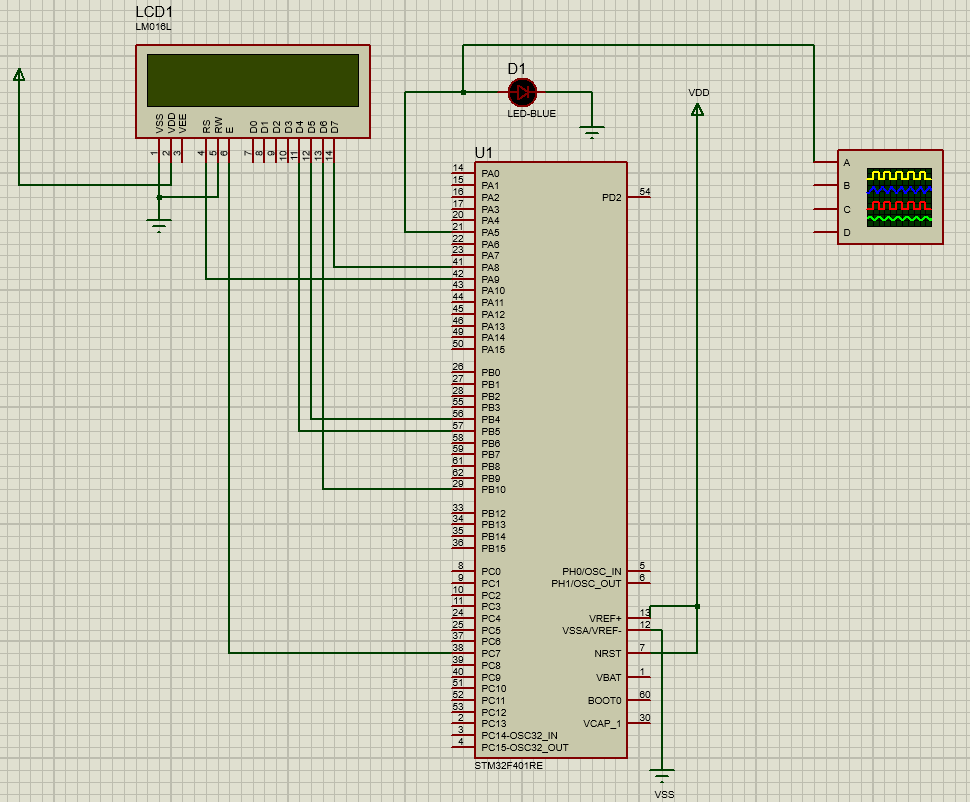 LCD1
LM016L
VSS
VDD
VEE
RS
RW
E
D0
D1
D2
D3
D4
D5
D6
D7
1
2
3
4
5
6
7
8
9
10
11
12
13
14
D1
LED-BLUE
VDD
A
B
C
D
U1
14 PA0
15 PA1
16 PA2 PD2 54
17 PA3
20 PA4
21 PA5
22 PA6
23 PA7
41 PA8
42 PA9
43 PA10
44 PA11
45 PA12
46 PA13
49 PA14
50 PA15
26 PB0
27 PB1
28 PB2
55 PB3
56 PB4
57 PB5
58 PB6
59 PB7
61 PB8
62 PB9
29 PB10
33 PB12
34 PB13
35 PB14
36 PB15
8 PC0 PH0/OSC_IN 5
9 PC1 PH1/OSC_OUT 6
10 PC2
11 PC3
24 PC4 VREF+ 13
25 PC5 VSSA/VREF- 12
37 PC6
38 PC7 NRST 7
39 PC8
40 PC9 VBAT 1
51 PC10
52 PC11 BOOT0 60
53 PC12
2 PC13 VCAP_1 30
3 PC14-OSC32_IN
4 PC15-OSC32_OUT
STM32F401RE
VSS